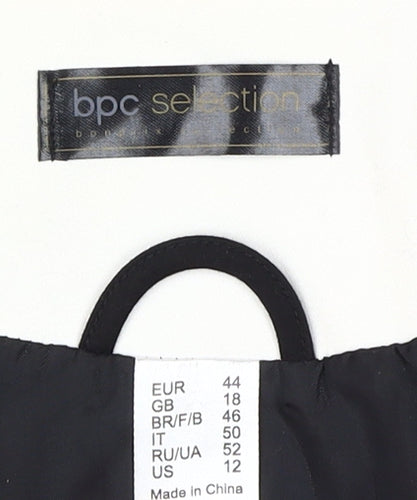 bpc selection
EUR 44
GB 18
BR/F/B 46
IT 50
RU/UA 52
US 12
Made in China